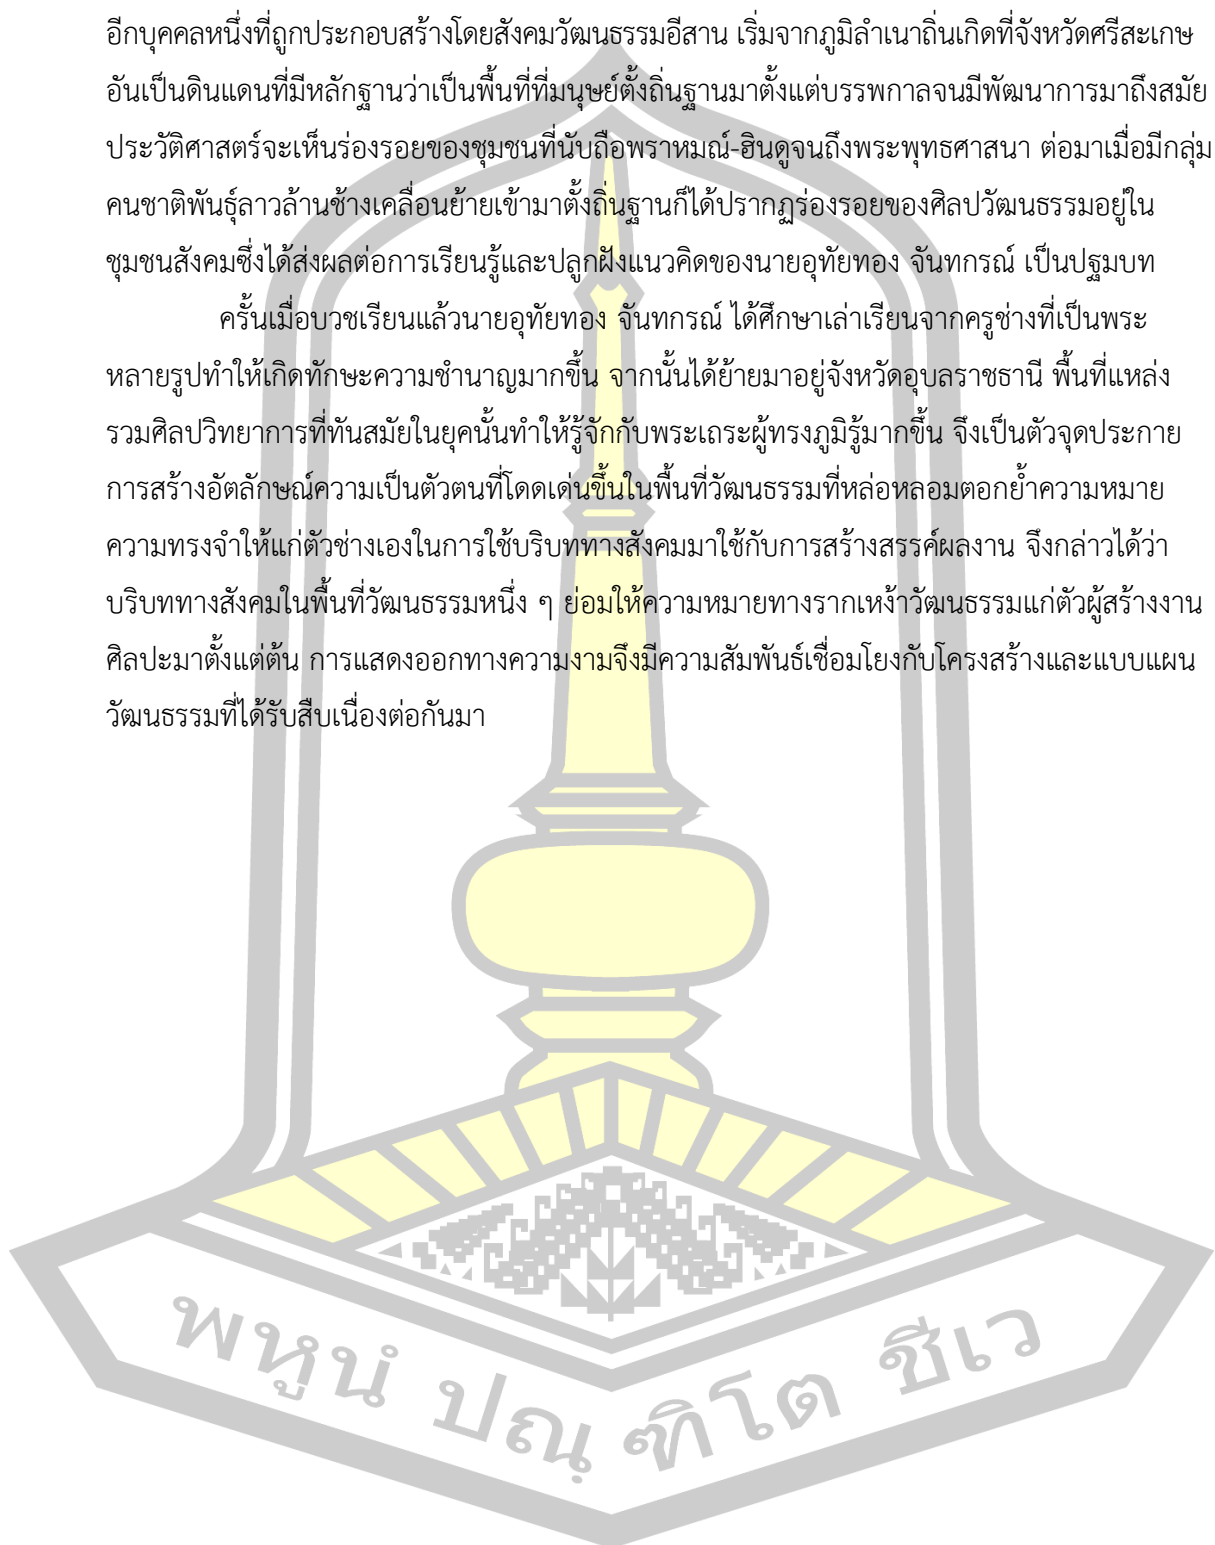 อีกบุคคลหนึ่งที่ถูกประกอบสร้างโดยสังคมวัฒนธรรมอีสาน เริ่มจากภูมิลำเนาถิ่นเกิดที่จังหวัดศรีสะเกษ
อันเป็นดินแดนที่มีหลักฐานว่าเป็นพื้นที่ที่มนุษย์ตั้งถิ่นฐานมาตั้งแต่บรรพกาลจนมีพัฒนาการมาถึงสมัย
ประวัติศาสตร์จะเห็นร่องรอยของชุมชนที่นับถือพราหมณ์-ฮินดูจนถึงพระพุทธศาสนา ต่อมาเมื่อมีกลุ่ม
คนชาติพันธุ์ลาวล้านช้างเคลื่อนย้ายเข้ามาตั้งถิ่นฐานก็ได้ปรากฏร่องรอยของศิลปวัฒนธรรมอยู่ใน
ชุมชนสังคมซึ่งได้ส่งผลต่อการเรียนรู้และปลูกฝังแนวคิดของนายอุทัยทอง จันทกรณ์ เป็นปฐมบท
ครั้นเมื่อบวชเรียนแล้วนายอุทัยทอง จันทกรณ์ ได้ศึกษาเล่าเรียนจากครูช่างที่เป็นพระ
หลายรูปทำให้เกิดทักษะความชำนาญมากขึ้น จากนั้นได้ย้ายมาอยู่จังหวัดอุบลราชธานี พื้นที่แหล่ง
รวมศิลปวิทยาการที่ทันสมัยในยุคนั้นทำให้รู้จักกับพระเถระผู้ทรงภูมิรู้มากขึ้น จึงเป็นตัวจุดประกาย
การสร้างอัตลักษณ์ความเป็นตัวตนที่โดดเด่นขึ้นในพื้นที่วัฒนธรรมที่หล่อหลอมตอกย้ำความหมาย
ความทรงจำให้แก่ตัวช่างเองในการใช้บริบททางสังคมมาใช้กับการสร้างสรรค์ผลงาน จึงกล่าวได้ว่า
บริบททางสังคมในพื้นที่วัฒนธรรมหนึ่ง ๆ ย่อมให้ความหมายทางรากเหง้าวัฒนธรรมแก่ตัวผู้สร้างงาน
ศิลปะมาตั้งแต่ต้น การแสดงออกทางความงามจึงมีความสัมพันธ์เชื่อมโยงกับโครงสร้างและแบบแผน
วัฒนธรรมที่ได้รับสืบเนื่องต่อกันมา
พหูนํ ปณฺฑิโต ชีเว